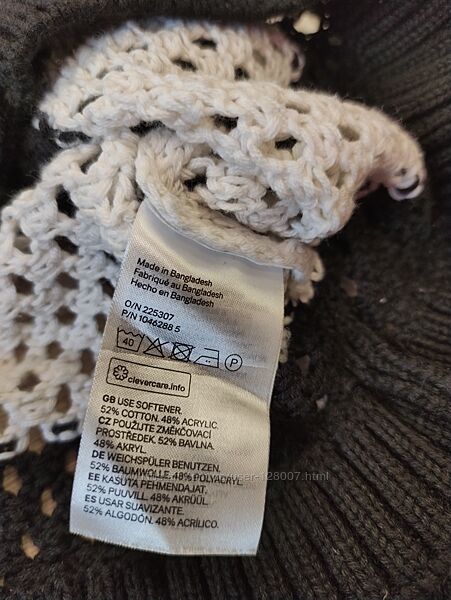 Made in Bangladesh
Fabriqué au Bangladesh
Hecho en Bangladesh
O/N 225307
P/N 1046288 5
40
P
clevercare.info
GB USE SOFTENER.
52% COTTON. 48% ACRYLIC.
CZ POUŽIJTE ZMĚKČOVACÍ
PROSTŘEDEK. 52% BAVLNA.
48% AKRYL.
DE WEICHSPÜLER BENUTZEN.
52% BAUMWOLLE. 48% POLYACRYL.
EE KASUTA PEHMENDAJAT.
52% PUUVILL. 48% AKRÜÜL.
ES USAR SUAVIZANTE.
52% ALGODÓN. 48% ACRÍLICO.